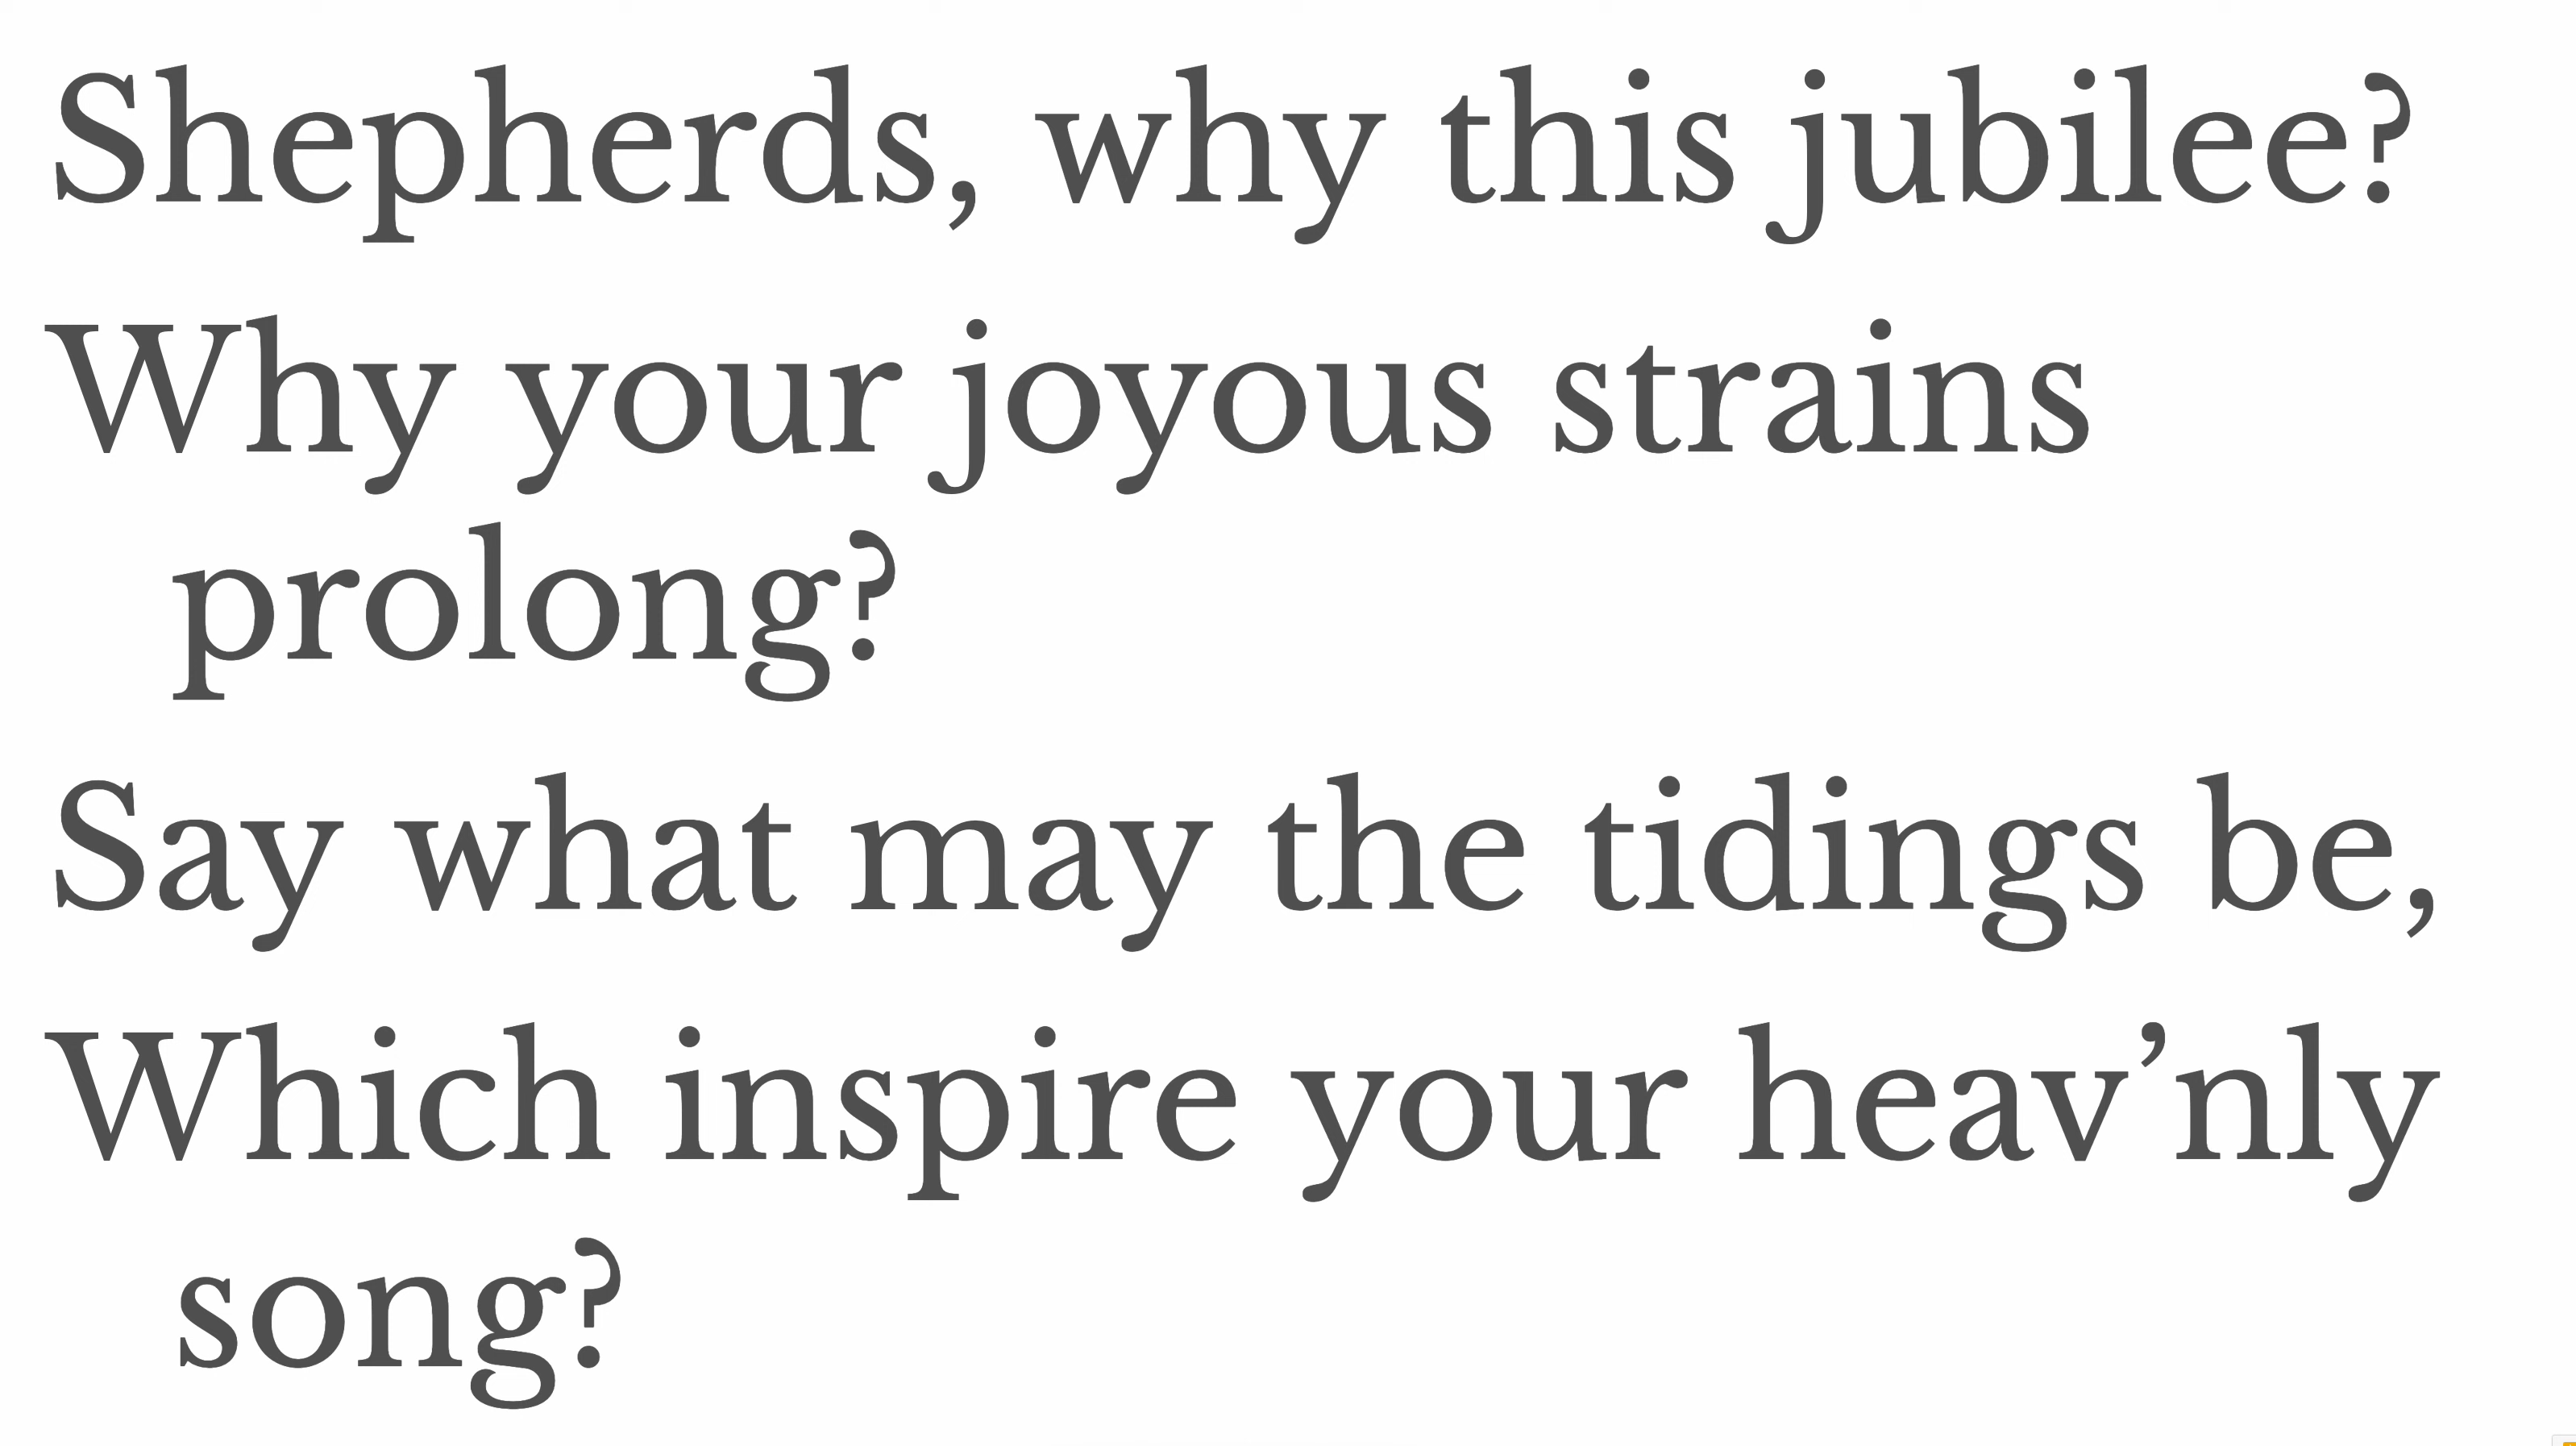 Shepherds, why this jubilee?
Why your joyous strains
prolong?
Say what may the tidings be,
Which inspire your heav’nly
song?